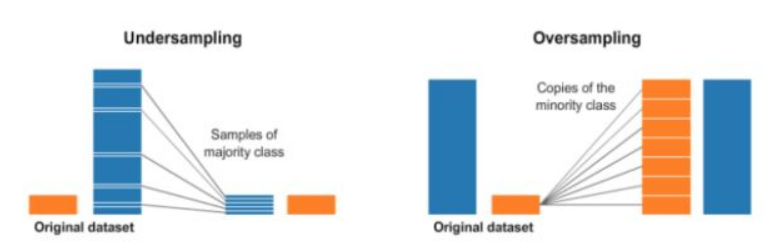 Undersampling
Samples of
majority class
Original dataset
Oversampling
Copies of the
minority class
Original dataset